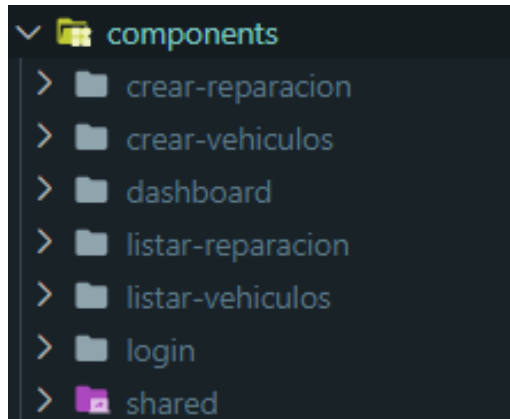 components
crear-reparacion
crear-vehiculos
dashboard
listar-reparacion
listar-vehiculos
login
shared